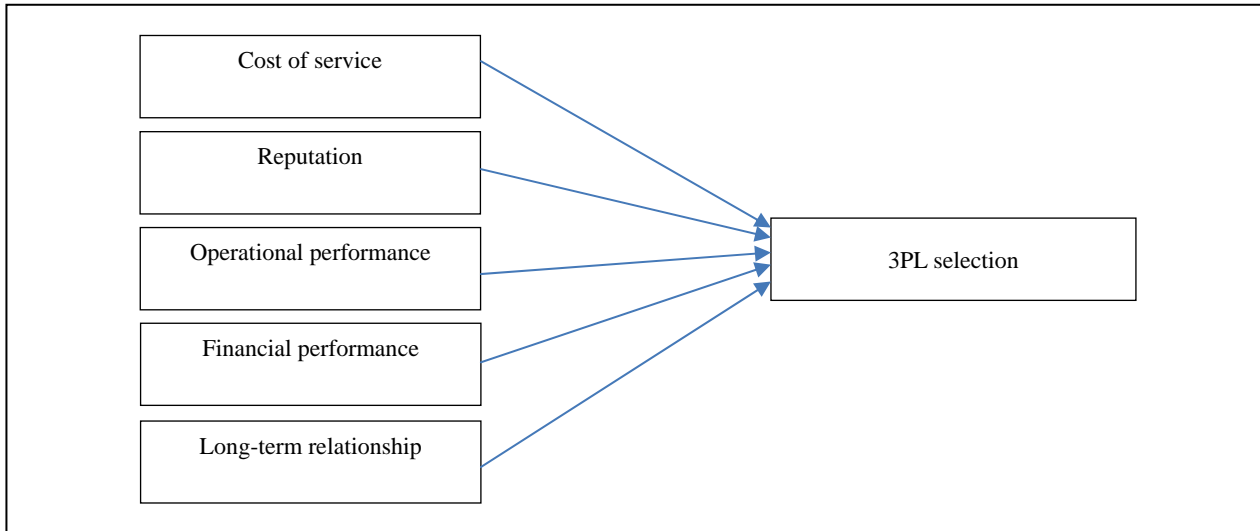 Cost of service
Reputation
Operational performance
Financial performance
Long-term relationship
3PL selection